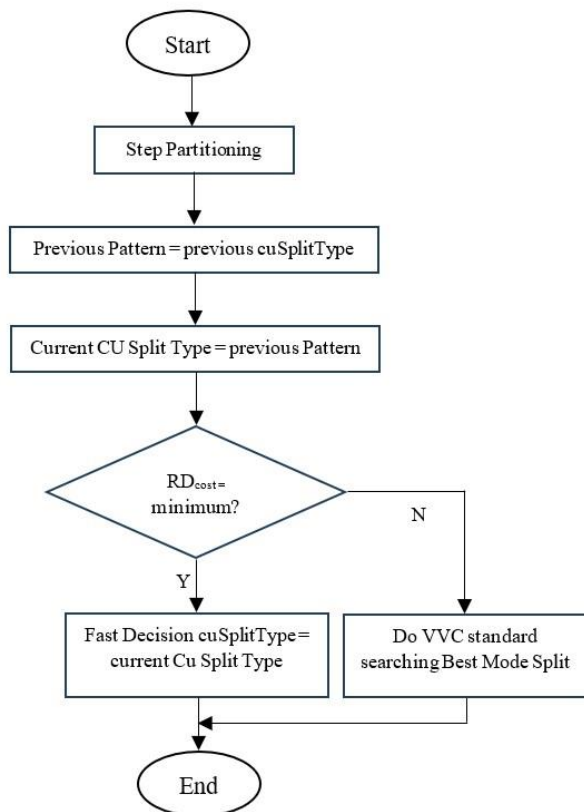 Start
Step Partitioning
Previous Pattern = previous cuSplitType
Current CU Split Type = previous Pattern
RDcost =
minimum?
N
Y
Fast Decision cuSplitType =
current Cu Split Type
Do VVC standard
searching Best Mode Split
End